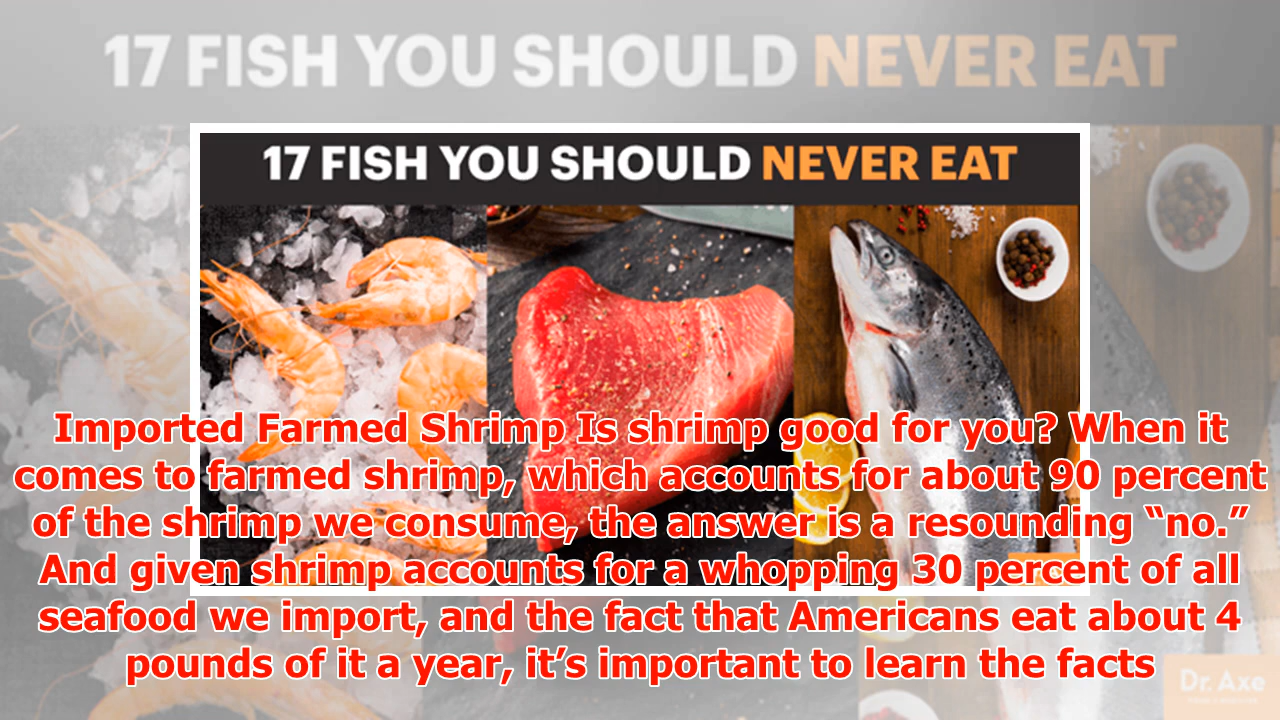 17 FISH YOU SHOULD NEVER EAT
17 FISH YOU SHOULD NEVER EAT
Imported Farmed Shrimp Is shrimp good for you? When it
comes to farmed shrimp, which accounts for about 90 percent
of the shrimp we consume, the answer is a resounding “no.”
And given shrimp accounts for a whopping 30 percent of all
seafood we import, and the fact that Americans eat about 4
pounds of it a year, it’s important to learn the facts
Dr. Axe